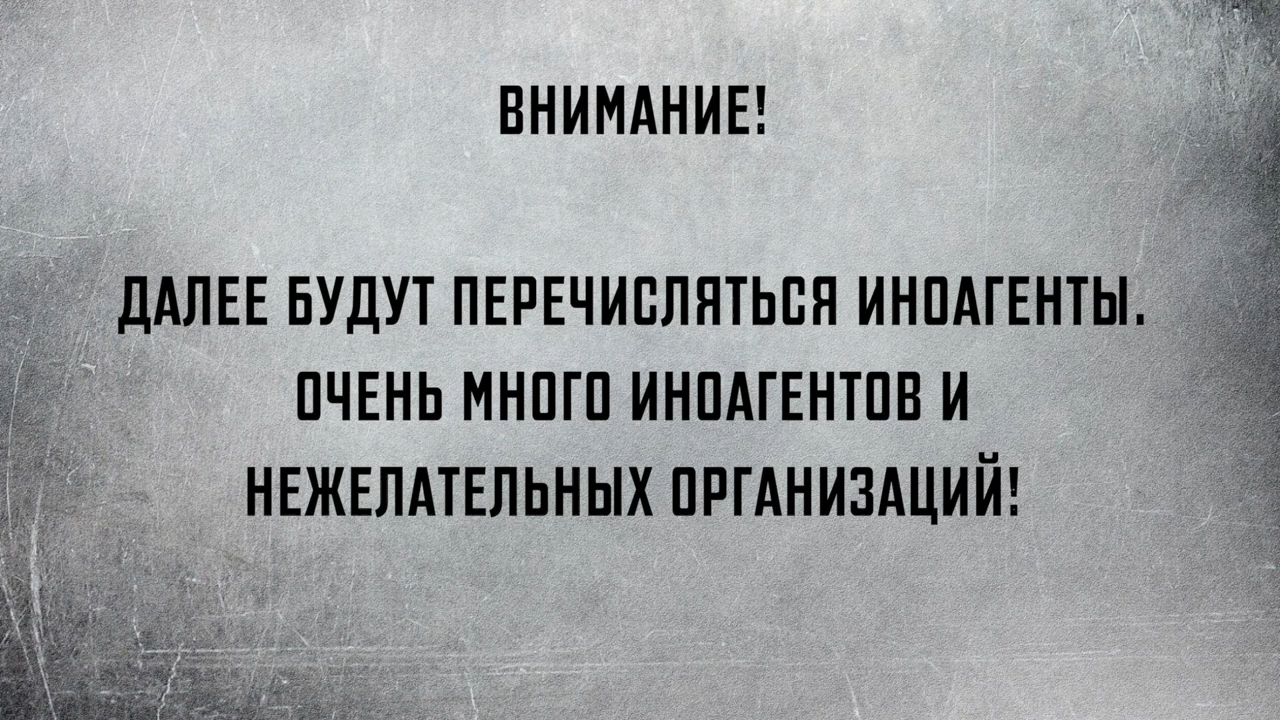 ВНИМАНИЕ!
ДАЛЕЕ БУДУТ ПЕРЕЧИСЛЯТЬСЯ ИНОАГЕНТЫ.
ОЧЕНЬ МНОГО ИНОАГЕНТОВ И
НЕЖЕЛАТЕЛЬНЫХ ОРГАНИЗАЦИЙ!